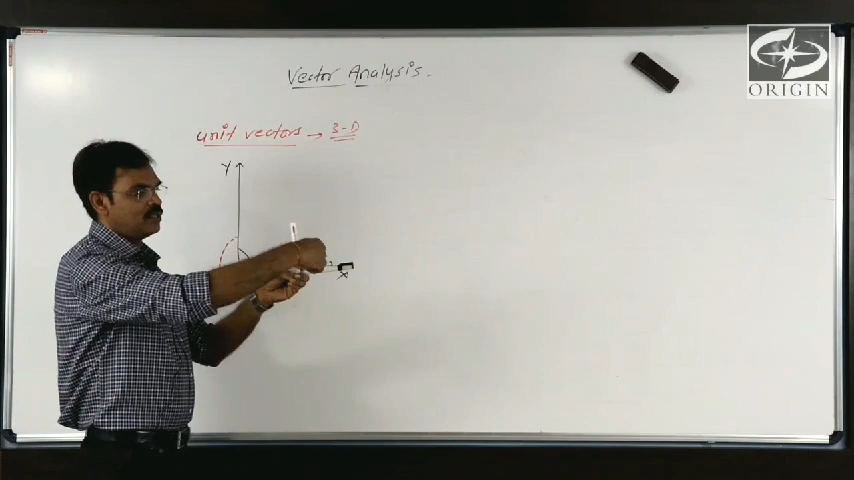 ORIGIN
Vector Analysis.
unit vectors → 3-D
Y
X